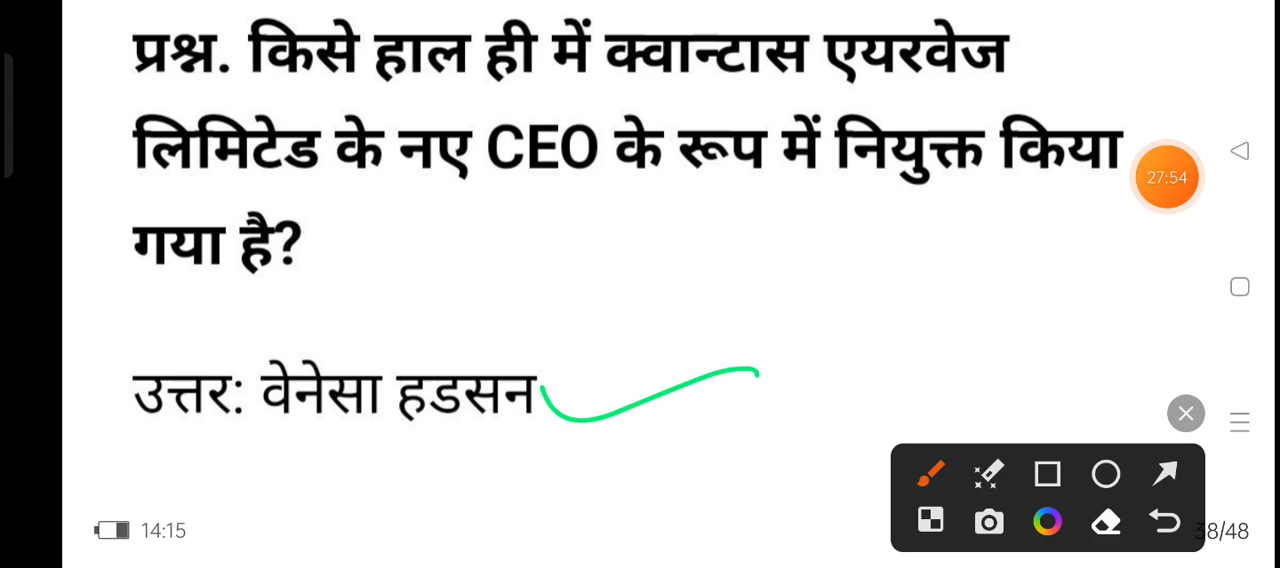 प्रश्न. किसे हाल ही में क्वान्टास एयरवेज
लिमिटेड के नए CEO के रूप में नियुक्त किया
गया है?
27:54
उत्तर: वेनेसा हडसन
14:15
38/48